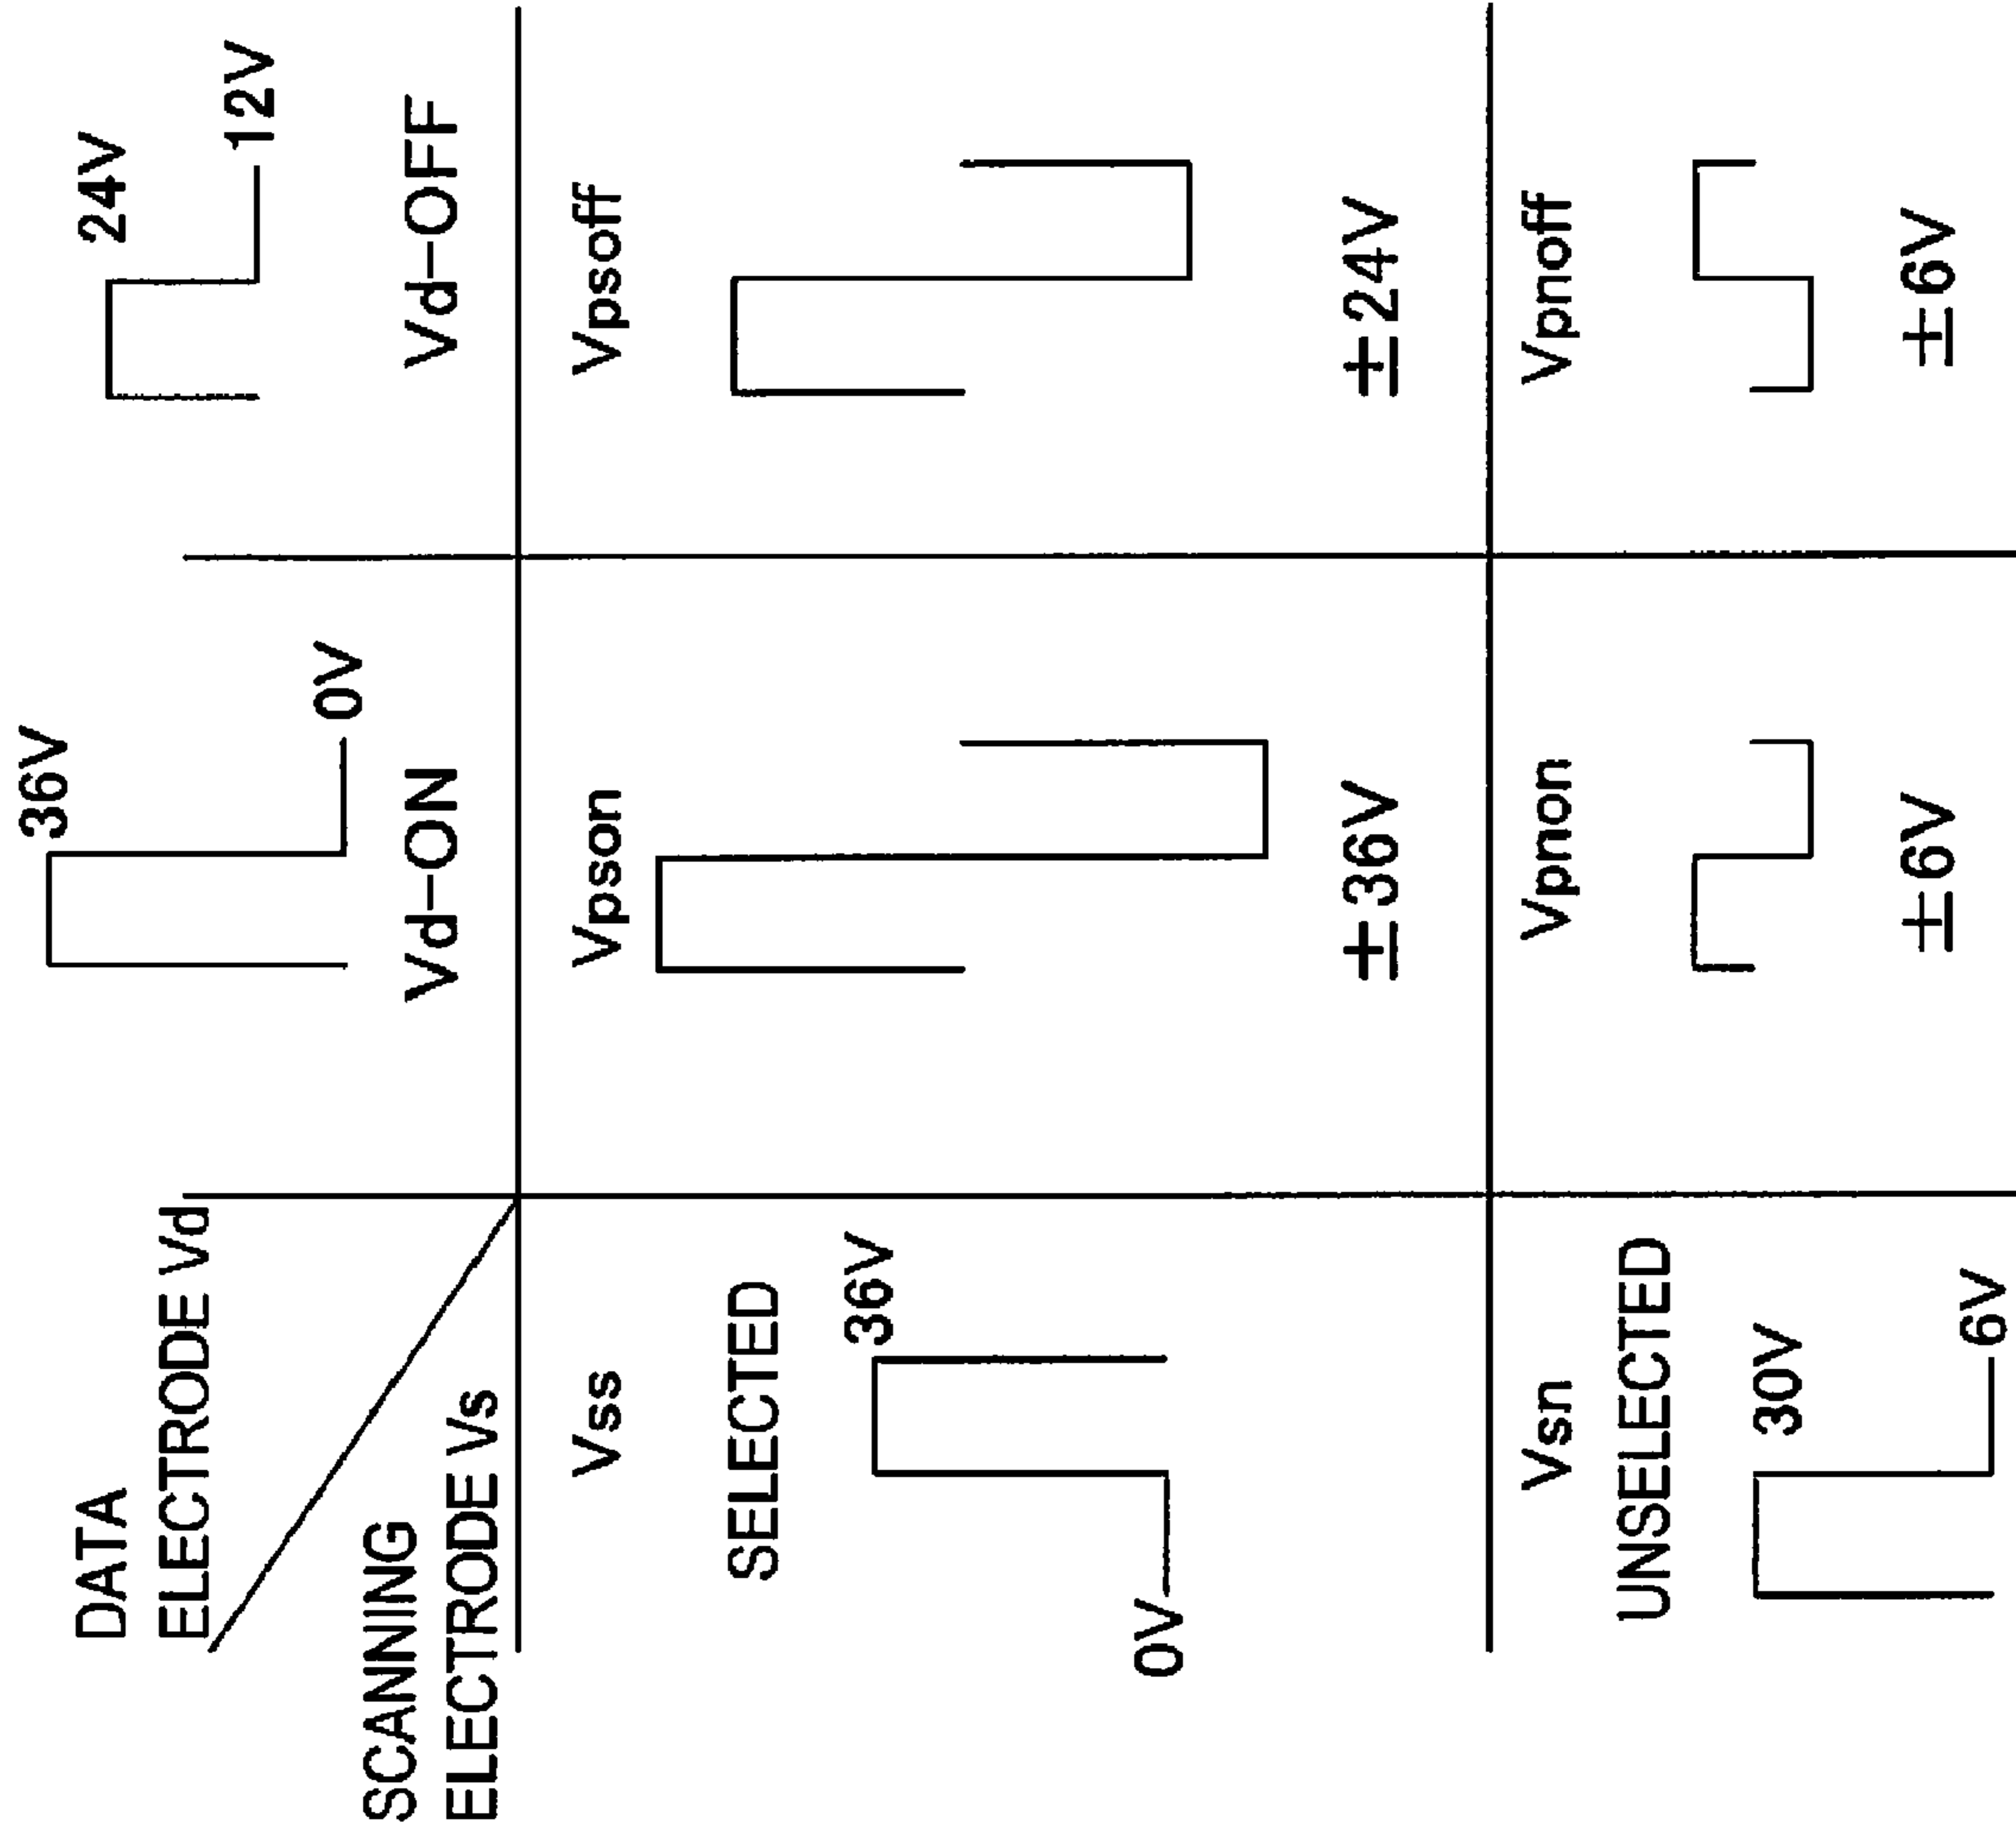 DATA
ELECTRODE Vd
SCANNING
ELECTRODE Vs
36V
0V
Vd-ON
24V
12V
Vd-OFF
Vss
SELECTED
36V
0V
Vpson
±36V
Vpsoff
±24V
Vsn
UNSELECTED
30V
6V
Vpnon
±6V
Vpnoff
±6V